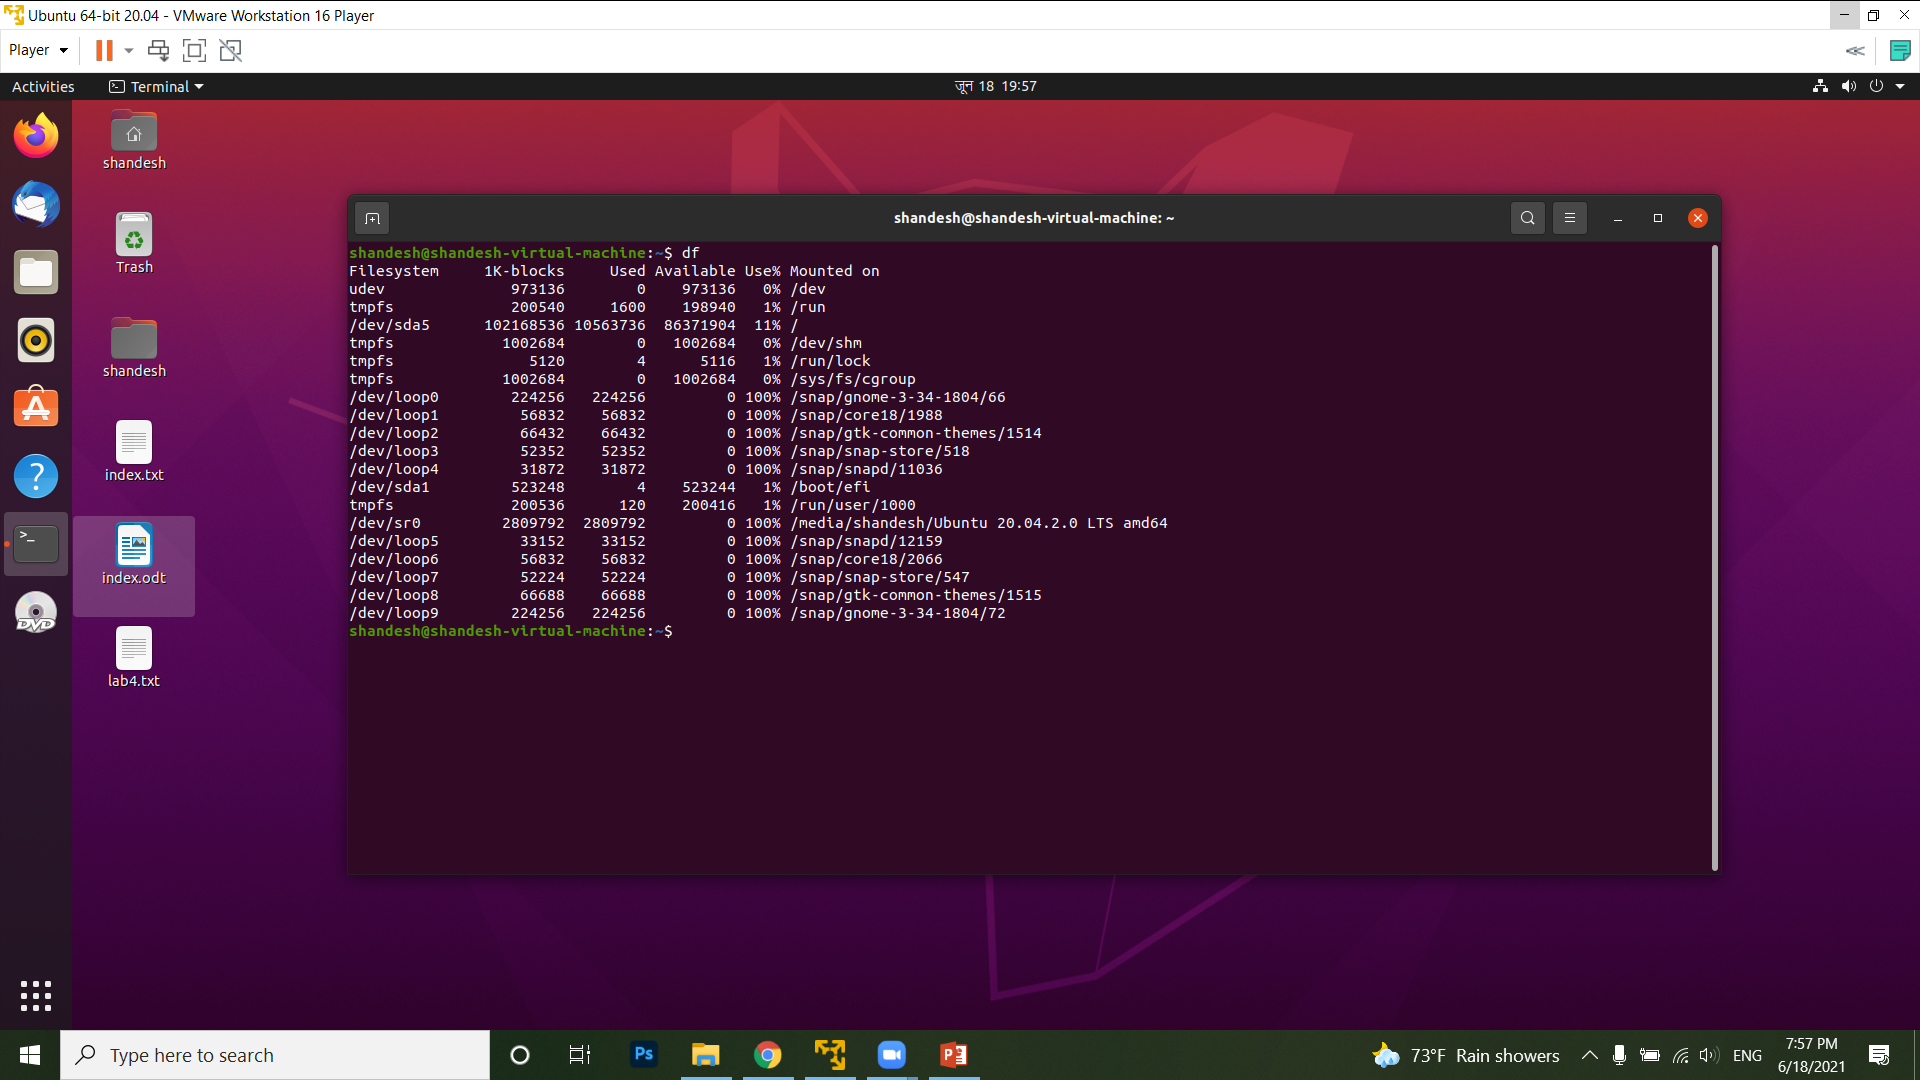 Ubuntu 64-bit 20.04 - VMware Workstation 16 Player
Player
Activities
Terminal
जून 18 19:57
shandesh
Trash
shandesh
index.txt
index.odt
lab4.txt
DVD
shandesh@shandesh-virtual-machine: ~
shandesh@shandesh-virtual-machine:~$ df
Filesystem     1K-blocks     Used Available Use% Mounted on
udev              973136        0    973136   0% /dev
tmpfs             200540     1600    198940   1% /run
/dev/sda5      102168536 10563736  86371904  11% /
tmpfs            1002684        0   1002684   0% /dev/shm
tmpfs               5120        4      5116   1% /run/lock
tmpfs            1002684        0   1002684   0% /sys/fs/cgroup
/dev/loop0        224256   224256         0 100% /snap/gnome-3-34-1804/66
/dev/loop1         56832    56832         0 100% /snap/core18/1988
/dev/loop2         66432    66432         0 100% /snap/gtk-common-themes/1514
/dev/loop3         52352    52352         0 100% /snap/snap-store/518
/dev/loop4         31872    31872         0 100% /snap/snapd/11036
/dev/sda1         523248        4    523244   1% /boot/efi
tmpfs             200536      120    200416   1% /run/user/1000
/dev/sr0         2809792  2809792         0 100% /media/shandesh/Ubuntu 20.04.2.0 LTS amd64
/dev/loop5         33152    33152         0 100% /snap/snapd/12159
/dev/loop6         56832    56832         0 100% /snap/core18/2066
/dev/loop7         52224    52224         0 100% /snap/snap-store/547
/dev/loop8         66688    66688         0 100% /snap/gtk-common-themes/1515
/dev/loop9        224256   224256         0 100% /snap/gnome-3-34-1804/72
shandesh@shandesh-virtual-machine:~$
Type here to search
Ps
73°F Rain showers
ENG
7:57 PM
6/18/2021